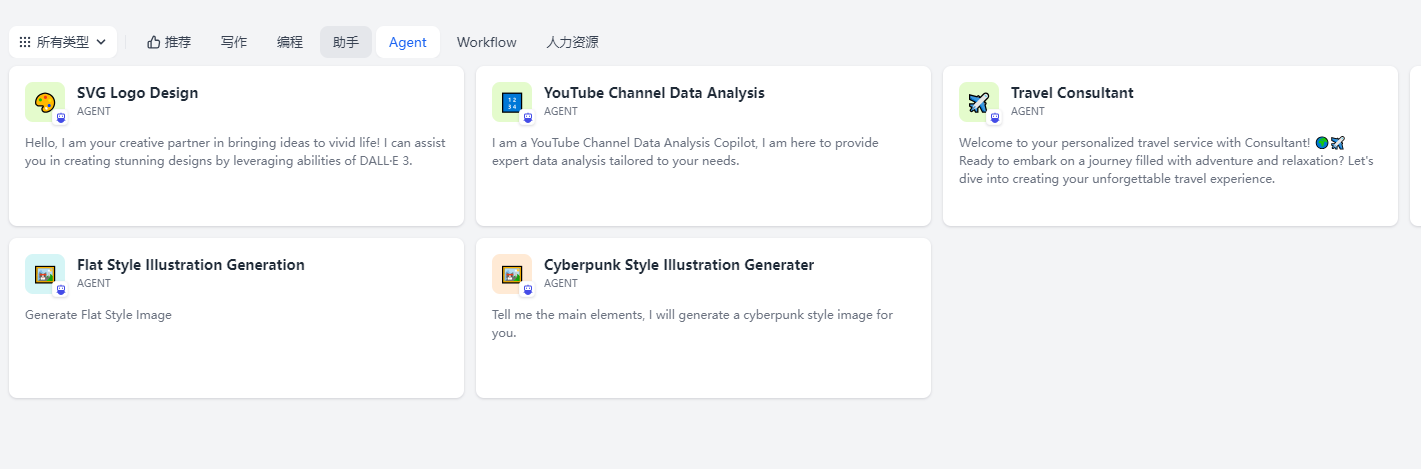 所有类型 推荐 写作 编程 助手 Agent Workflow 人力资源
SVG Logo Design
AGENT
Hello, I am your creative partner in bringing ideas to vivid life! I can assist
you in creating stunning designs by leveraging abilities of DALL·E 3.
YouTube Channel Data Analysis
AGENT
I am a YouTube Channel Data Analysis Copilot, I am here to provide
expert data analysis tailored to your needs.
Travel Consultant
AGENT
Welcome to your personalized travel service with Consultant! 🌍✈️
Ready to embark on a journey filled with adventure and relaxation? Let's
dive into creating your unforgettable travel experience.
Flat Style Illustration Generation
AGENT
Generate Flat Style Image
Cyberpunk Style Illustration Generater
AGENT
Tell me the main elements, I will generate a cyberpunk style image for
you.